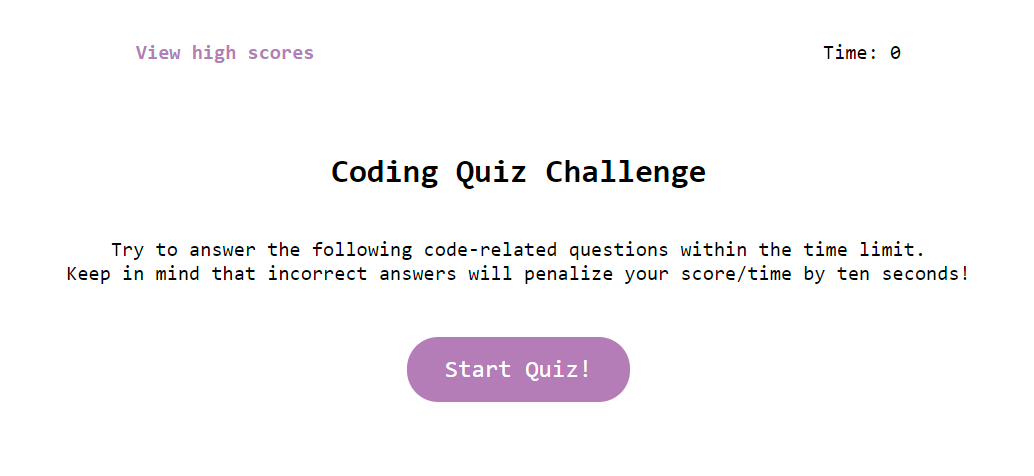 View high scores
Time: 0
Coding Quiz Challenge
Try to answer the following code-related questions within the time limit.
Keep in mind that incorrect answers will penalize your score/time by ten seconds!
Start Quiz!